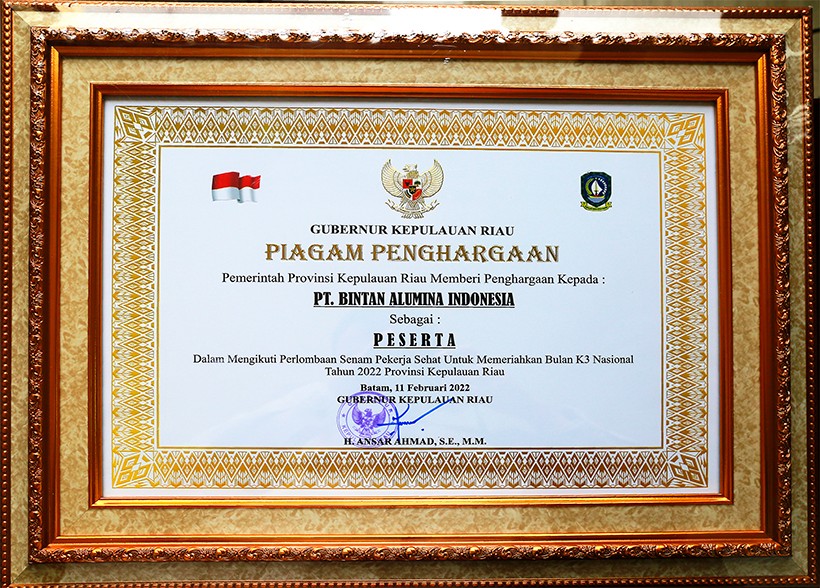 GUBERNUR KEPULAUAN RIAU
PIAGAM PENGHARGAAN
Pemerintah Provinsi Kepulauan Riau Memberi Penghargaan Kepada :
PT. BINTAN ALUMINA INDONESIA
Sebagai :
PESERTA
Dalam Mengikuti Perlombaan Senam Pekerja Sehat Untuk Memeriahkan Bulan K3 Nasional
Tahun 2022 Provinsi Kepulauan Riau
Batam, 11 Februari 2022
GUBERNUR KEPULAUAN RIAU
H. ANSAR AHMAD, S.E., M.M.